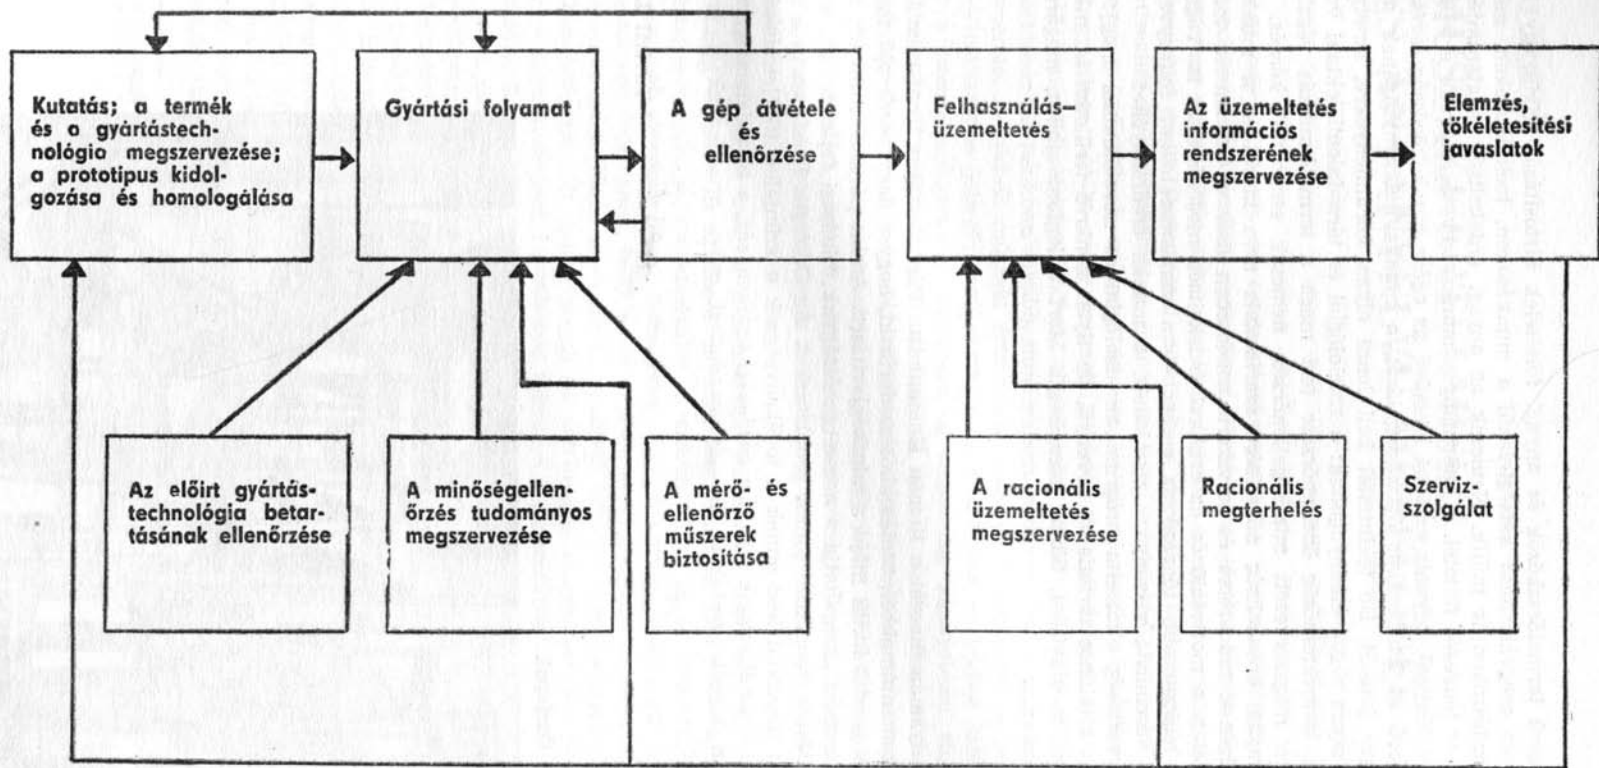 Kutatás; a termék
és a gyártástech-
nológia megszervezése;
a prototipus kidol-
gozása és homologálása
Gyártási folyamat
A gép átvétele
és
ellenőrzése
Felhasználás—
üzemeltetés
Az üzemeltetés
információs
rendszerének
megszervezése
Elemzés,
tökéletesitési
javaslatok
Az előirt gyártás-
technológia betar-
tásának ellenőrzése
A minőségellen-
őrzés tudományos
megszervezése
A mérő- és
ellenőrző
műszerek
biztositása
A racionális
üzemeltetés
megszervezése
Racionális
megterhelés
Szerviz-
szolgálat